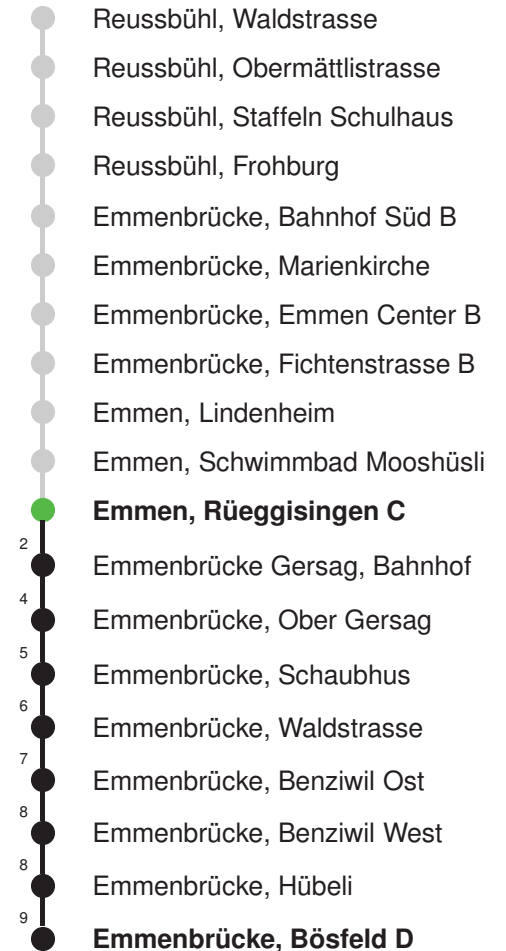 Reussbühl, Waldstrasse
Reussbühl, Obermättlistrasse
Reussbühl, Staffeln Schulhaus
Reussbühl, Frohburg
Emmenbrücke, Bahnhof Süd B
Emmenbrücke, Marienkirche
Emmenbrücke, Emmen Center B
Emmenbrücke, Fichtenstrasse B
Emmen, Lindenheim
Emmen, Schwimmbad Mooshüsli
Emmen, Rüeggisingen C
2 Emmenbrücke Gersag, Bahnhof
4 Emmenbrücke, Ober Gersag
5 Emmenbrücke, Schaubhus
6 Emmenbrücke, Waldstrasse
7 Emmenbrücke, Benziwil Ost
8 Emmenbrücke, Benziwil West
8 Emmenbrücke, Hübeli
9 Emmenbrücke, Bösfeld D